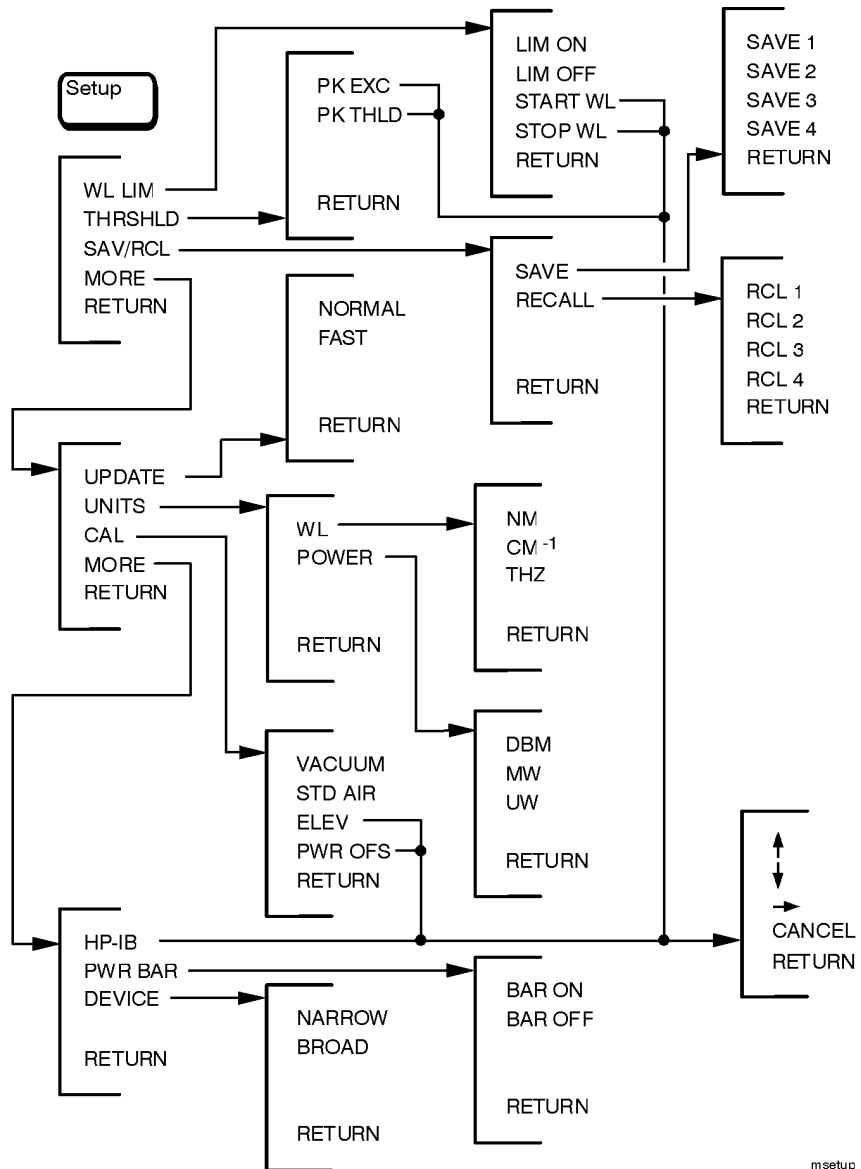 Setup
WL LIM
THRSHLD
SAV/RCL
MORE
RETURN
PK EXC
PK THLD
RETURN
LIM ON
LIM OFF
START WL
STOP WL
RETURN
SAVE 1
SAVE 2
SAVE 3
SAVE 4
RETURN
SAVE
RECALL
RETURN
RCL 1
RCL 2
RCL 3
RCL 4
RETURN
NORMAL
FAST
RETURN
UPDATE
UNITS
CAL
MORE
RETURN
WL
POWER
RETURN
NM
CM -1
THZ
RETURN
DBM
MW
UW
RETURN
VACUUM
STD AIR
ELEV
PWR OFS
RETURN
HP-IB
PWR BAR
DEVICE
RETURN
NARROW
BROAD
RETURN
BAR ON
BAR OFF
RETURN
CANCEL
RETURN
msetup